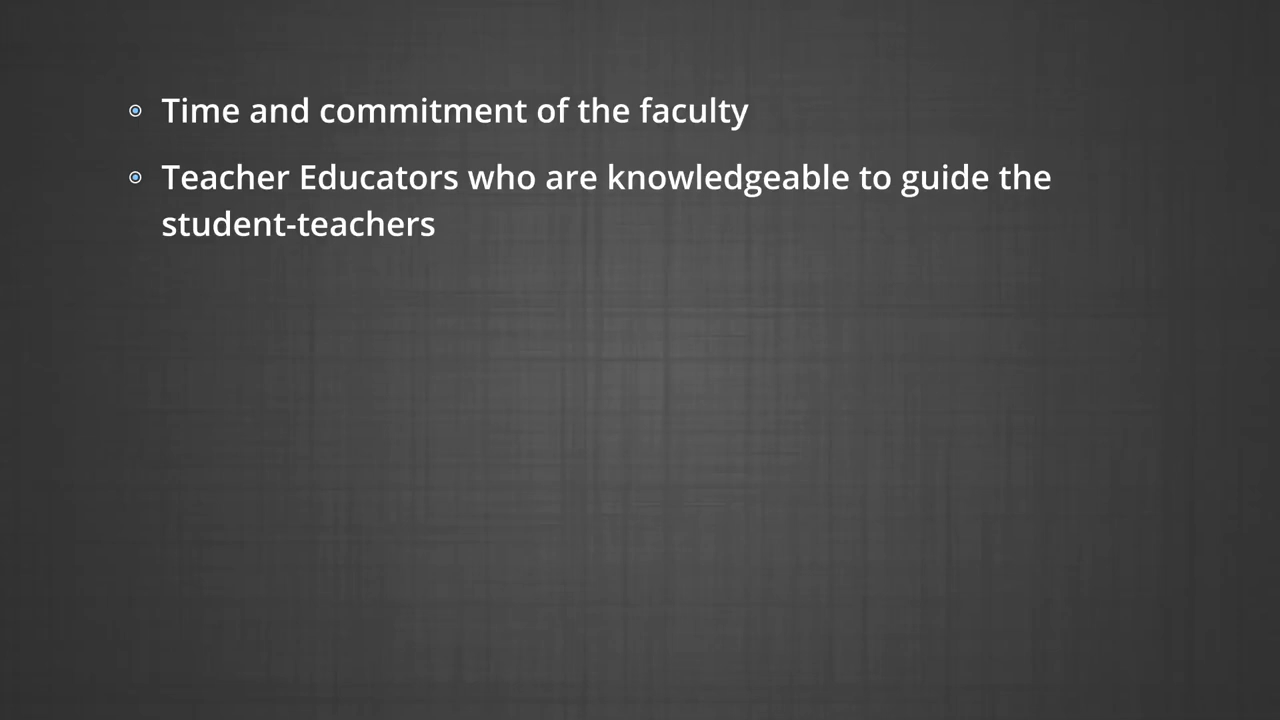 Time and commitment of the faculty
Teacher Educators who are knowledgeable to guide the
student-teachers